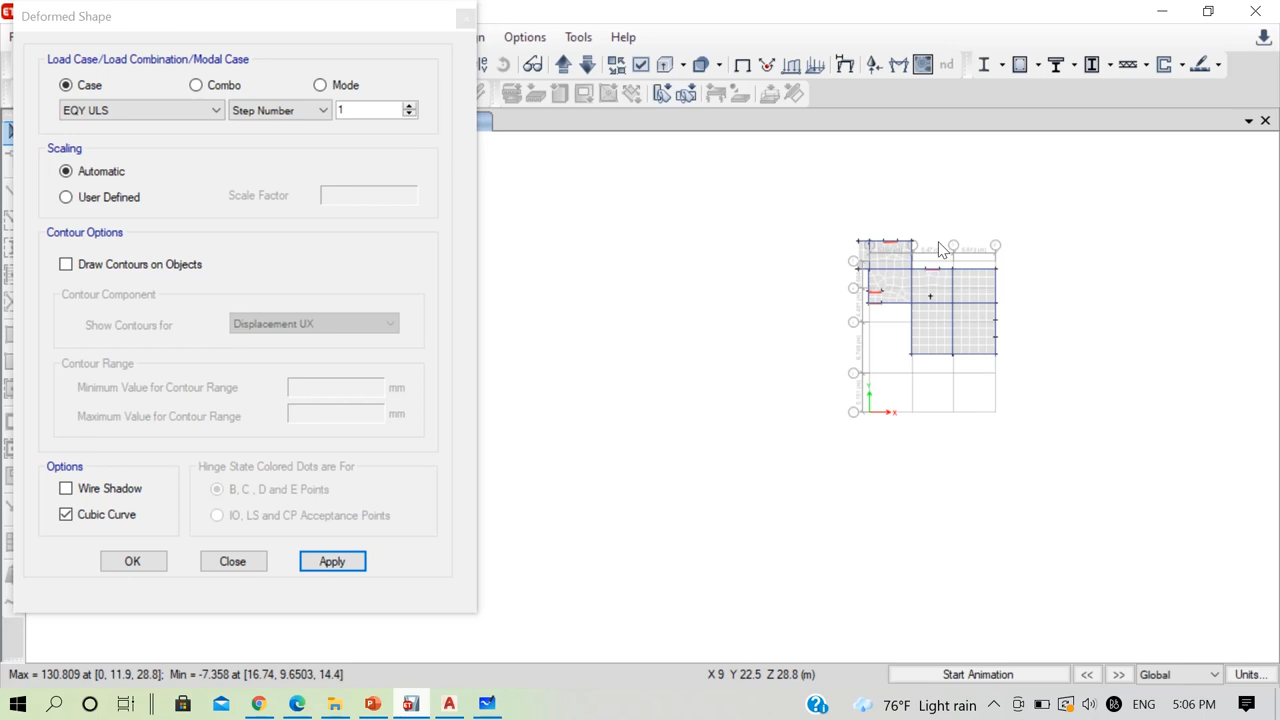 ET
Deformed Shape
n
Options
Help
Load Case/Load Combination/Modal Case
Case
Combo
Mode
EQY ULS
Step Number
1
nd
Scaling
Automatic
User Defined
Scale Factor
Contour Options
Draw Contours on Objects
Contour Component
Show Contours for
Displacement UX
Contour Range
Minimum Value for Contour Range
mm
Maximum Value for Contour Range
mm
Options
Wire Shadow
Cubic Curve
Hinge State Colored Dots are For
B, C , D and E Points
IO, LS and CP Acceptance Points
OK
Close
Apply
Y
X
Max = 130.809 at [0, 11.9, 28.8]; Min = -7.358 at [16.74, 9.6503, 14.4]
X 9 Y 22.5 Z 28.8 (m)
Start Animation
<<
>>
Global
Units...
76°F Light rain
ENG
5:06 PM